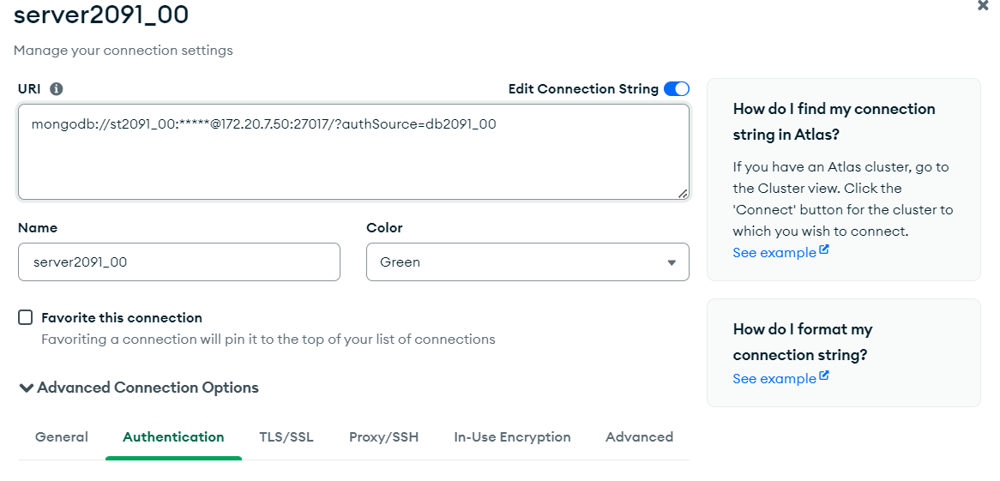 server2091_00
Manage your connection settings
URI
Edit Connection String
mongodb://st2091_00:*****@172.20.7.50:27017/?authSource=db2091_00
Name
Color
server2091_00
Green
Favorite this connection
Favoriting a connection will pin it to the top of your list of connections
Advanced Connection Options
General
Authentication
TLS/SSL
Proxy/SSH
In-Use Encryption
Advanced
How do I find my connection
string in Atlas?
If you have an Atlas cluster, go to
the Cluster view. Click the
'Connect' button for the cluster to
which you wish to connect.
See example
How do I format my
connection string?
See example